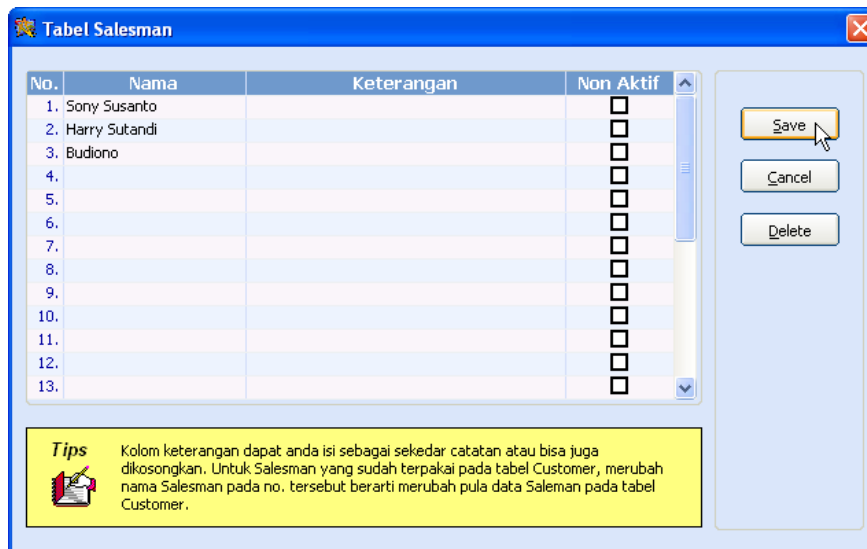 Tabel Salesman
No. Nama Keterangan Non Aktif
1. Sony Susanto
2. Harry Sutandi
3. Budiono
4.
5.
6.
7.
8.
9.
10.
11.
12.
13.
Save
Cancel
Delete
Tips
Kolom keterangan dapat anda isi sebagai sekedar catatan atau bisa juga
dikosongkan. Untuk Salesman yang sudah terpakai pada tabel Customer, merubah
nama Salesman pada no. tersebut berarti merubah pula data Saleman pada tabel
Customer.